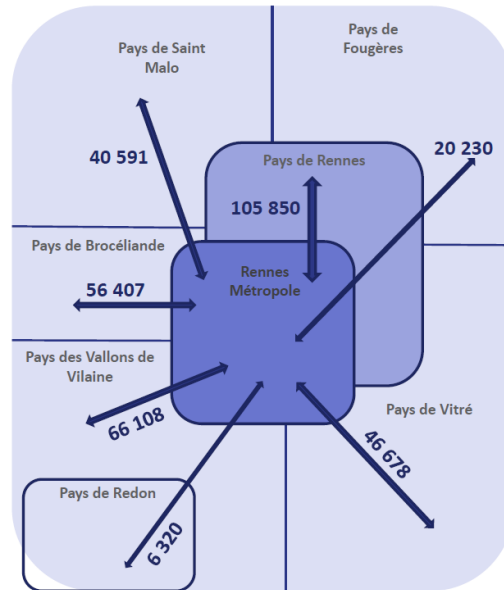 Pays de Saint
Malo
Pays de
Fougères
40 591
Pays de Rennes
20 230
105 850
Pays de Brocéliande
Rennes
Métropole
56 407
Pays des Vallons de
Vilaine
66 108
Pays de Vitré
46 678
Pays de Redon
6 320